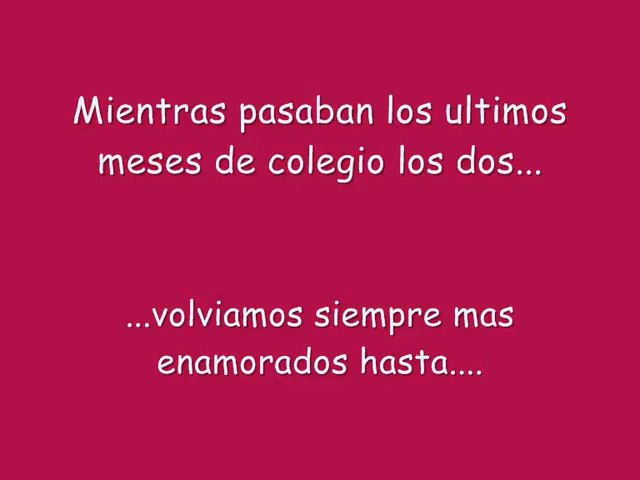 Mientras pasaban los ultimos
meses de colegio los dos...
...volviamos siempre mas
enamorados hasta....